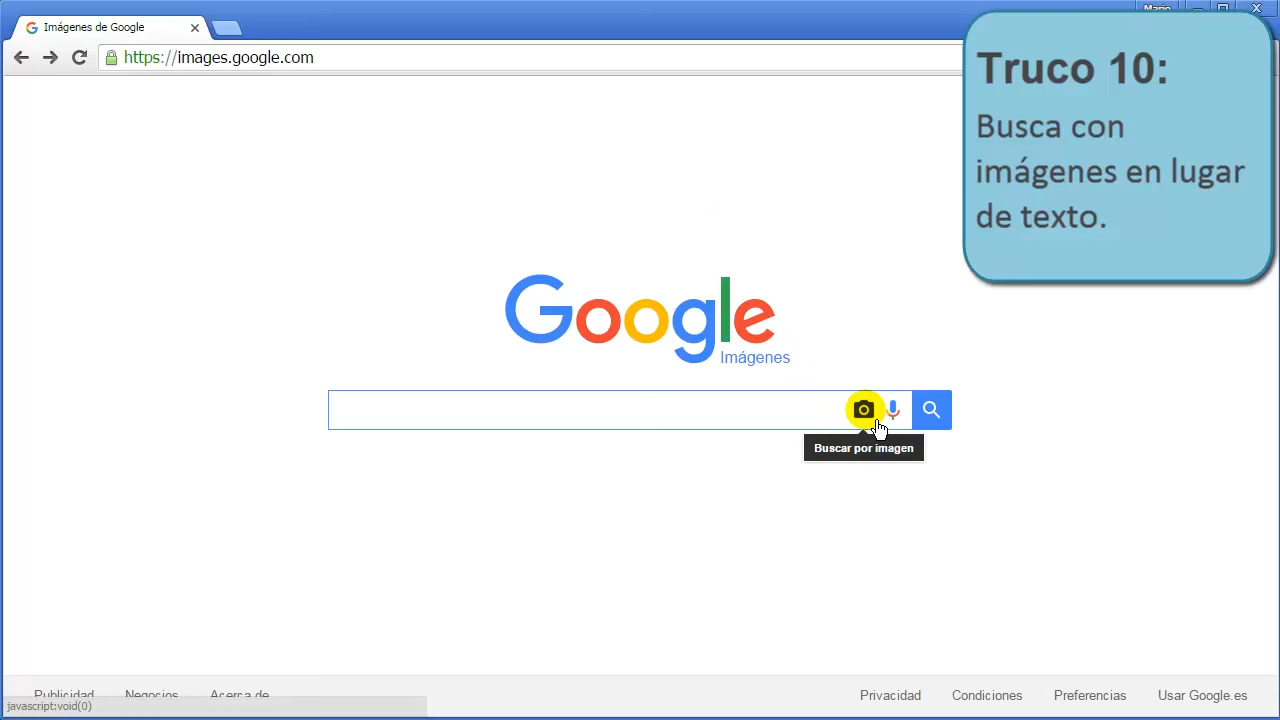 Mario
Imágenes de Google
https://images.google.com
Truco 10:
Busca con
imágenes en lugar
de texto.
Google
Imágenes
Buscar por imagen
Publicidad Negocios Acerca de
Privacidad Condiciones Preferencias Usar Google.es
javascript:void(0)